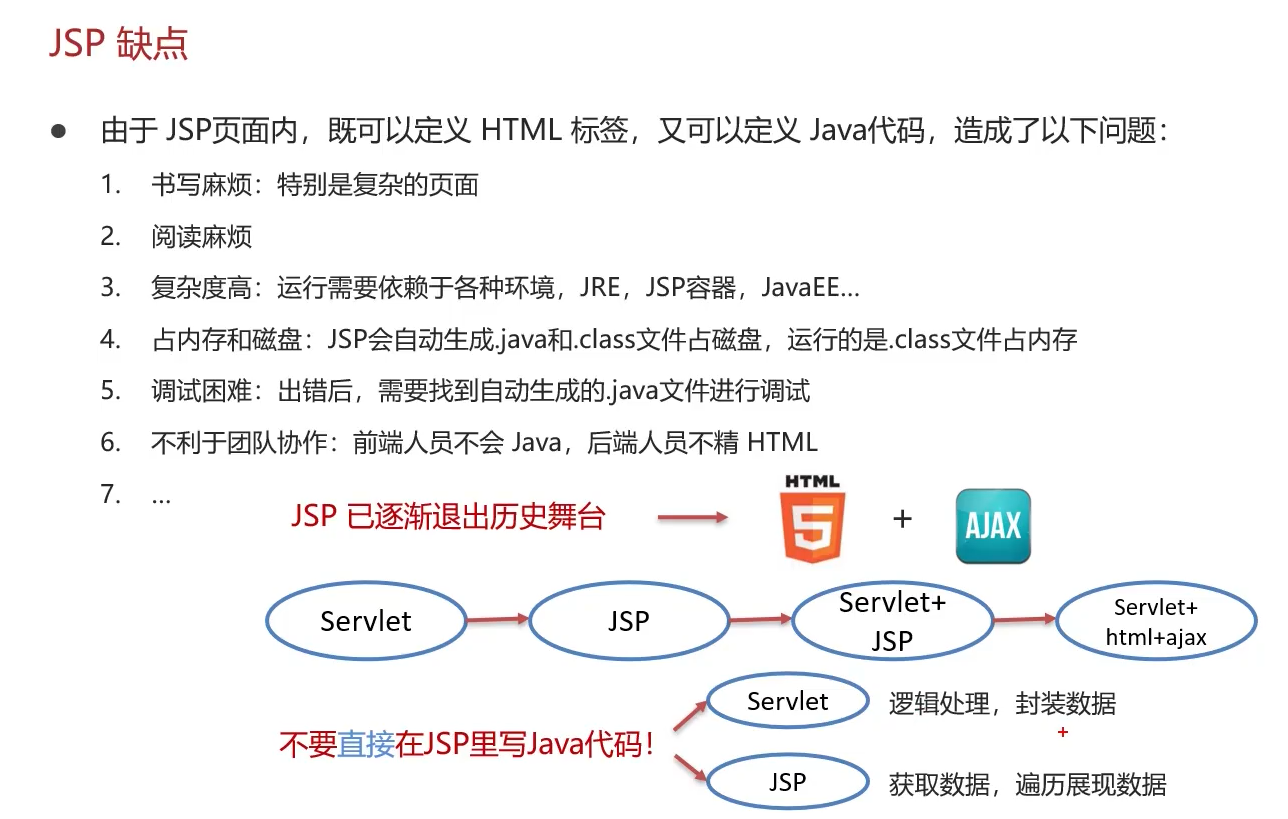 JSP 缺点
● 由于 JSP页面内，既可以定义 HTML 标签，又可以定义 Java代码，造成了以下问题：
1. 书写麻烦：特别是复杂的页面
2. 阅读麻烦
3. 复杂度高：运行需要依赖于各种环境，JRE，JSP容器，JavaEE...
4. 占内存和磁盘：JSP会自动生成.java和.class文件占磁盘，运行的是.class文件占内存
5. 调试困难：出错后，需要找到自动生成的.java文件进行调试
6. 不利于团队协作：前端人员不会 Java，后端人员不精 HTML
7. ...
JSP 已逐渐退出历史舞台
HTML
5
+
AJAX
Servlet
JSP
Servlet+
JSP
Servlet+
html+ajax
不要直接在JSP里写Java代码！
Servlet
逻辑处理，封装数据
+
JSP
获取数据，遍历展现数据